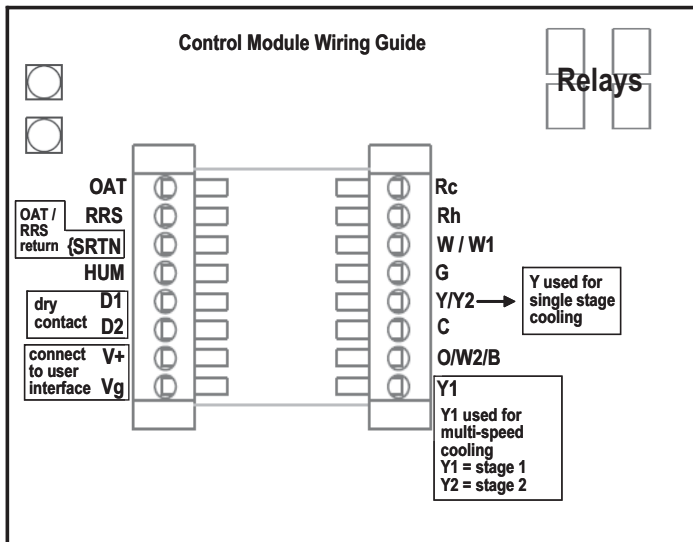 Control Module Wiring Guide
Relays
OAT
RRS
OAT /
RRS
return
{SRTN
HUM
dry
contact
D1
D2
connect
to user
interface
V+
Vg
Rc
Rh
W / W1
G
Y/Y2
C
O/W2/B
Y1
Y used for
single stage
cooling
Y1 used for
multi-speed
cooling
Y1 = stage 1
Y2 = stage 2